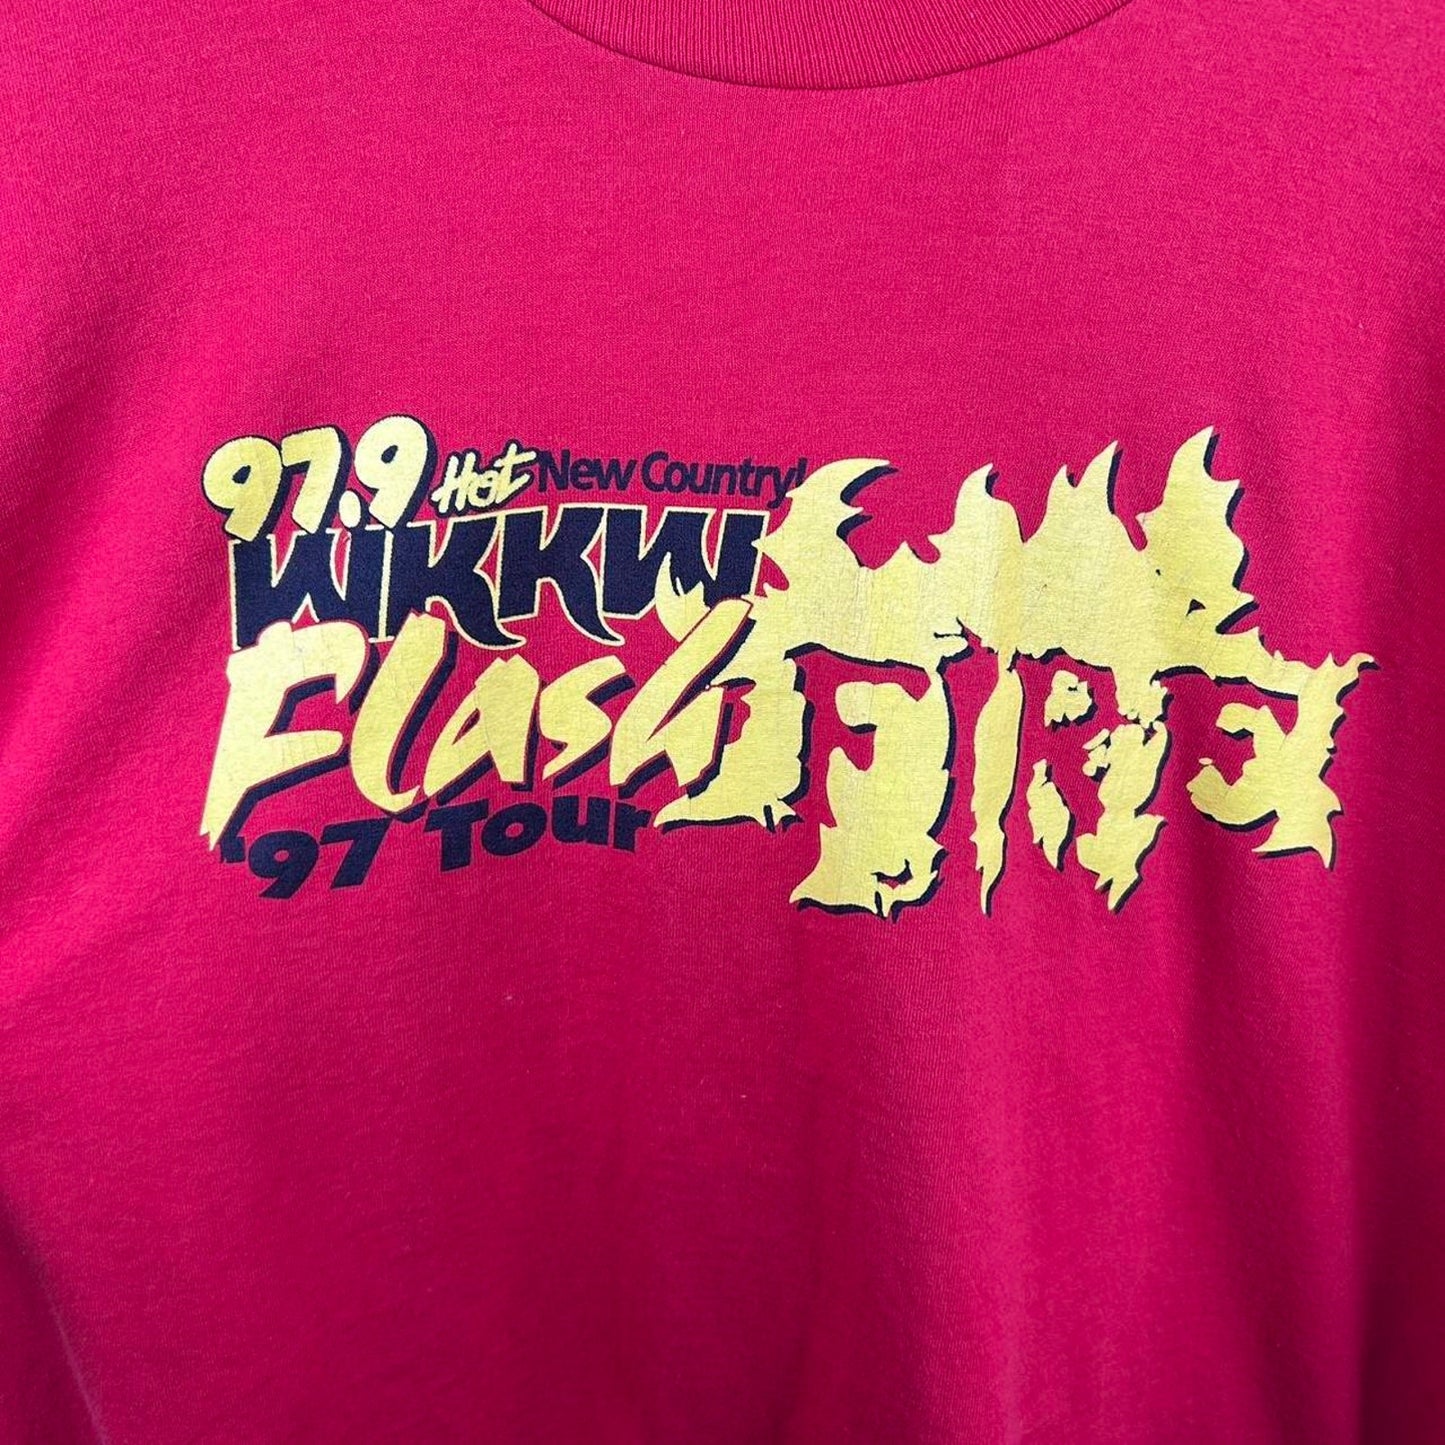 97.9 Hot New Country!
WKKW
Flash FIRE
'97 Tour